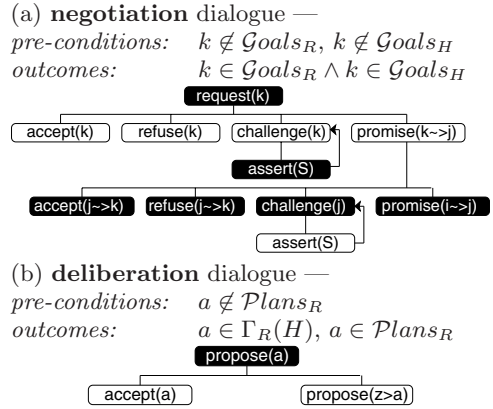 (a) negotiation dialogue —
pre-conditions: k ∉ Goals_R, k ∉ Goals_H
outcomes: k ∈ Goals_R ∧ k ∈ Goals_H
request(k)
accept(k) refuse(k) challenge(k) promise(k~>j)
assert(S)
accept(j~>k) refuse(j~>k) challenge(j) promise(i~>j)
assert(S)
(b) deliberation dialogue —
pre-conditions: a ∉ Plans_R
outcomes: a ∈ Γ_R(H), a ∈ Plans_R
propose(a)
accept(a) propose(z>a)